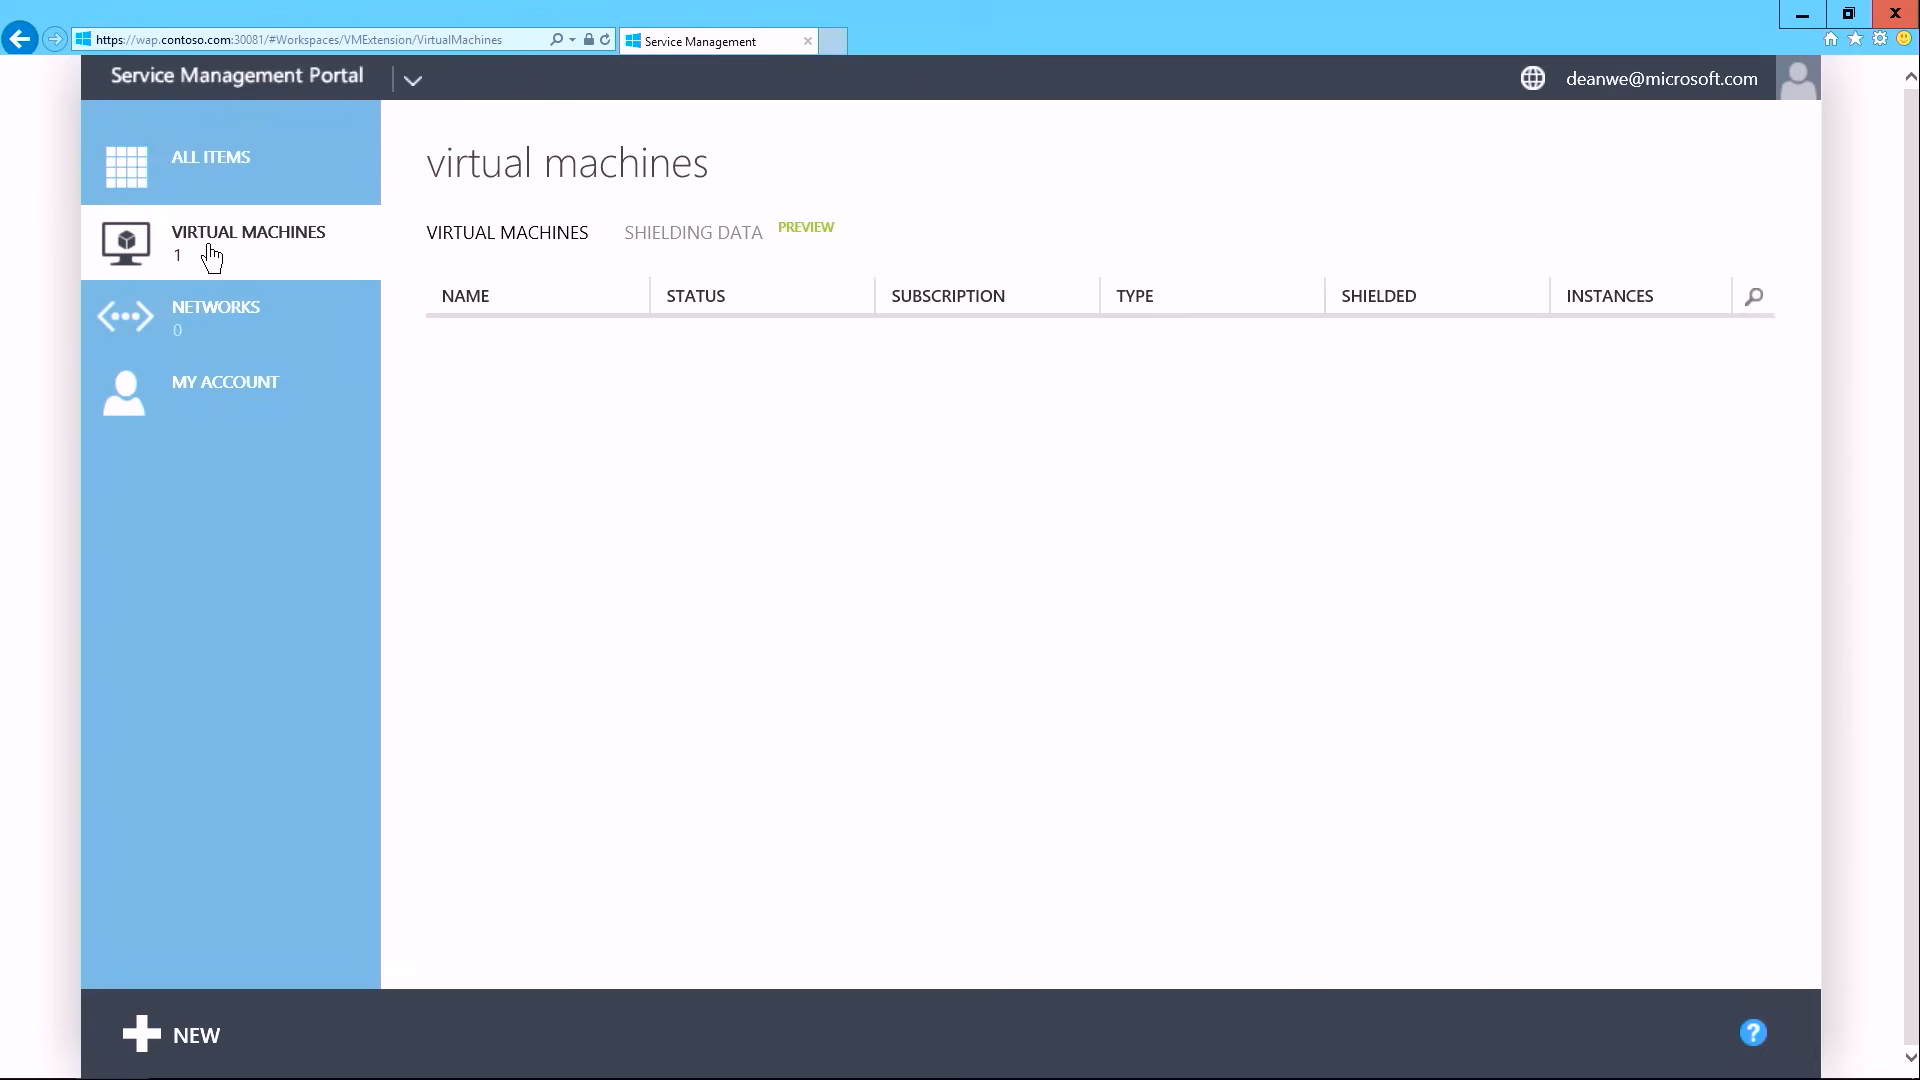 https://wap.contoso.com:30081/#Workspaces/VMExtension/VirtualMachines
Service Management
Service Management Portal
deanwe@microsoft.com
ALL ITEMS
VIRTUAL MACHINES
1
NETWORKS
0
MY ACCOUNT
virtual machines
VIRTUAL MACHINES SHIELDING DATA PREVIEW
NAME STATUS SUBSCRIPTION TYPE SHIELDED INSTANCES
NEW
?